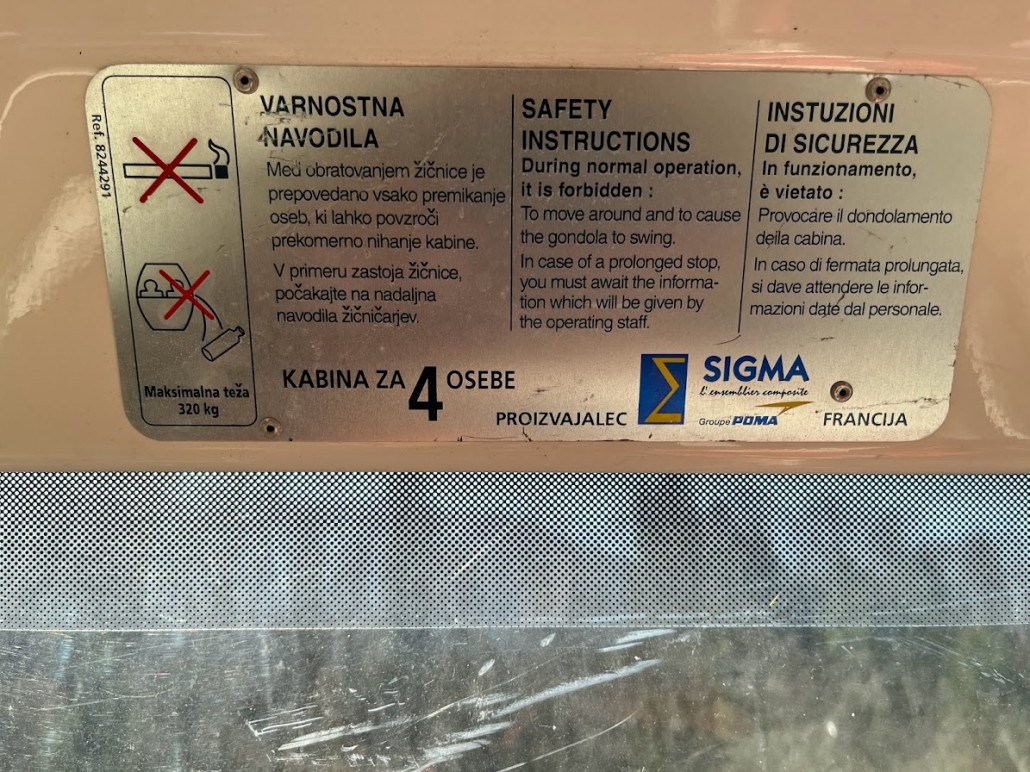 Ref. 8244291
Maksimalna teža
320 kg
VARNOSTNA
NAVODILA
Med obratovanjem žičnice je
prepovedano vsako premikanje
oseb, ki lahko povzroči
prekomerno nihanje kabine.
V primeru zastoja žičnice,
počakajte na nadaljna
navodila žičničarjev.
SAFETY
INSTRUCTIONS
During normal operation,
it is forbidden :
To move around and to cause
the gondola to swing.
In case of a prolonged stop,
you must await the informa-
tion which will be given by
the operating staff.
INSTUZIONI
DI SICUREZZA
In funzionamento,
è vietato :
Provocare il dondolamento
della cabina.
In caso di fermata prolungata,
si dave attendere le infor-
mazioni date dal personale.
KABINA ZA 4 OSEBE
PROIZVAJALEC
SIGMA
L'ensemblier composite
Groupe POMA
FRANCIJA